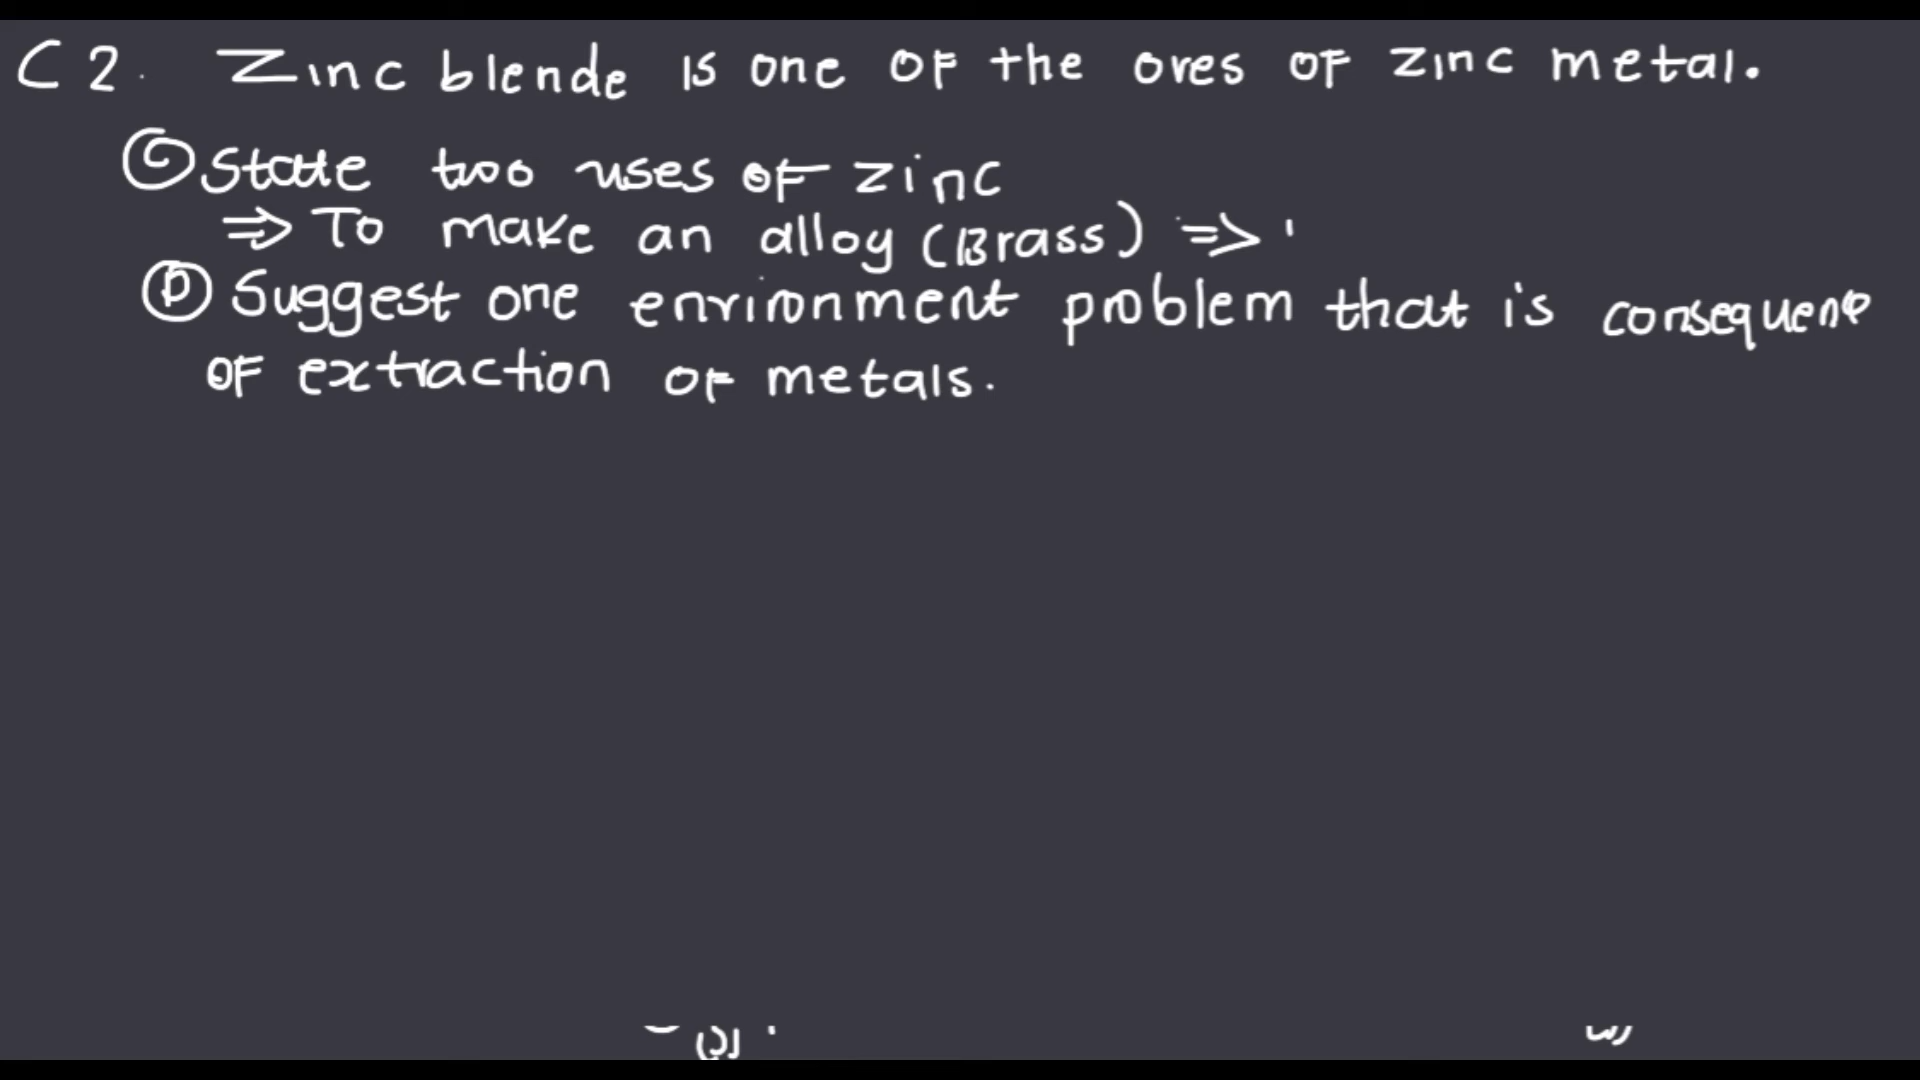 C2. Zinc blende is one of the ores of zinc metal.
C State two uses of zinc
⇒ To make an alloy (Brass) ⇒ '
D Suggest one environment problem that is consequence
of extraction of metals.